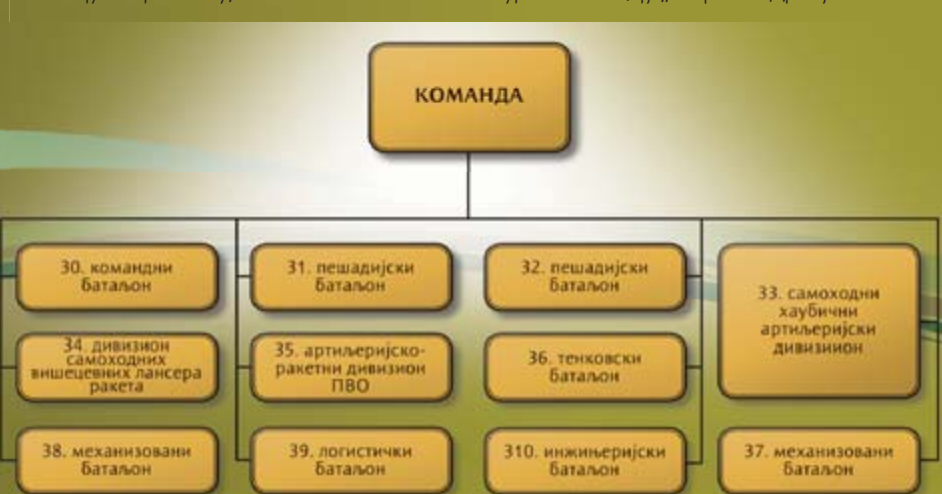 КОМАНДА
30. командни
батаљон
31. пешадијски
батаљон
32. пешадијски
батаљон
33. самоходни
хаубични
артиљеријски
дивизиион
34. дивизион
самоходних
вишецевних лансера
ракета
35. артиљеријско-
ракетни дивизион
ПВО
36. тенковски
батаљон
38. механизовани
батаљон
39. логистички
батаљон
310. инжињеријски
батаљон
37. механизовани
батаљон